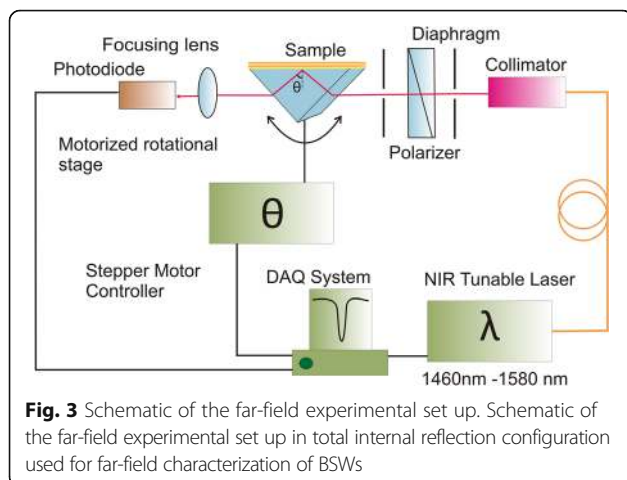 Diaphragm
Focusing lens
Sample
Photodiode
Collimator
θ
Motorized rotational
stage
Polarizer
θ
Stepper Motor
Controller
DAQ System
NIR Tunable Laser
λ
1460nm -1580 nm
Fig. 3 Schematic of the far-field experimental set up. Schematic of
the far-field experimental set up in total internal reflection configuration
used for far-field characterization of BSWs